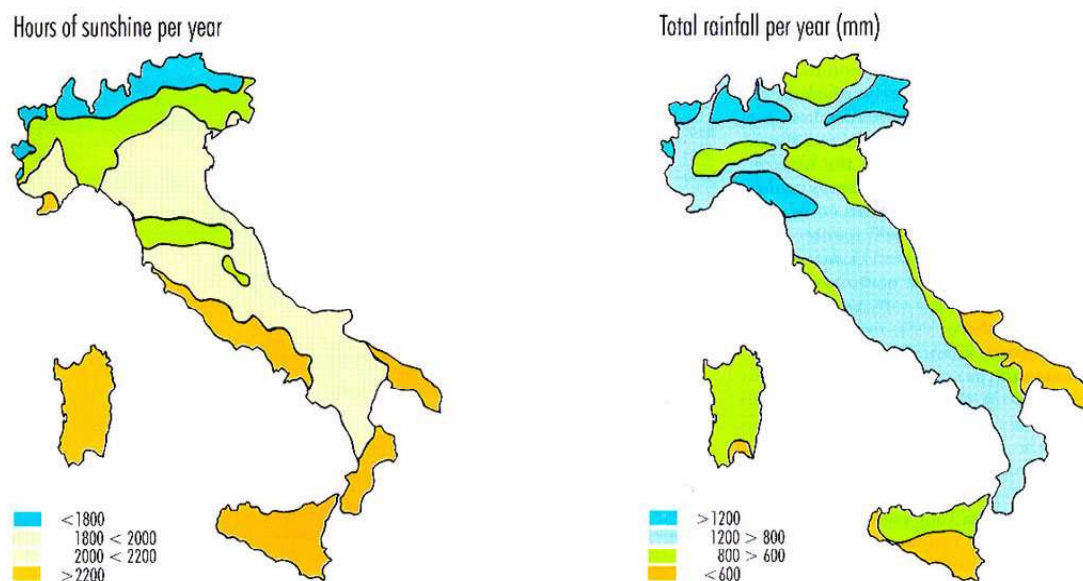 Hours of sunshine per year
<1800
1800 < 2000
2000 < 2200
>2200
Total rainfall per year (mm)
>1200
1200 > 800
800 > 600
<600